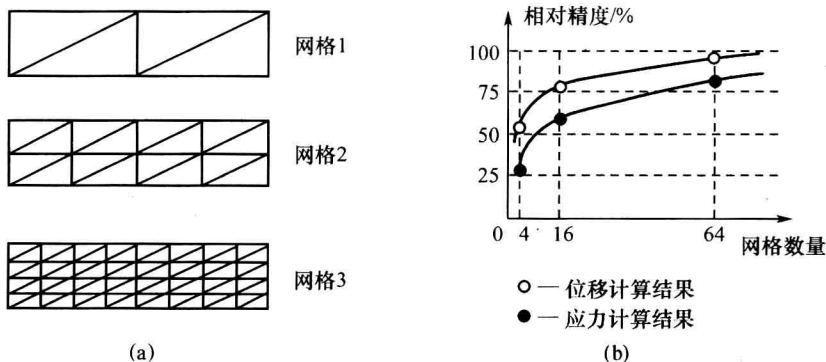 网格1
网格2
网格3
(a)
相对精度/%
100
75
50
25
0 4 16 64
网格数量
○ — 位移计算结果
● — 应力计算结果
(b)